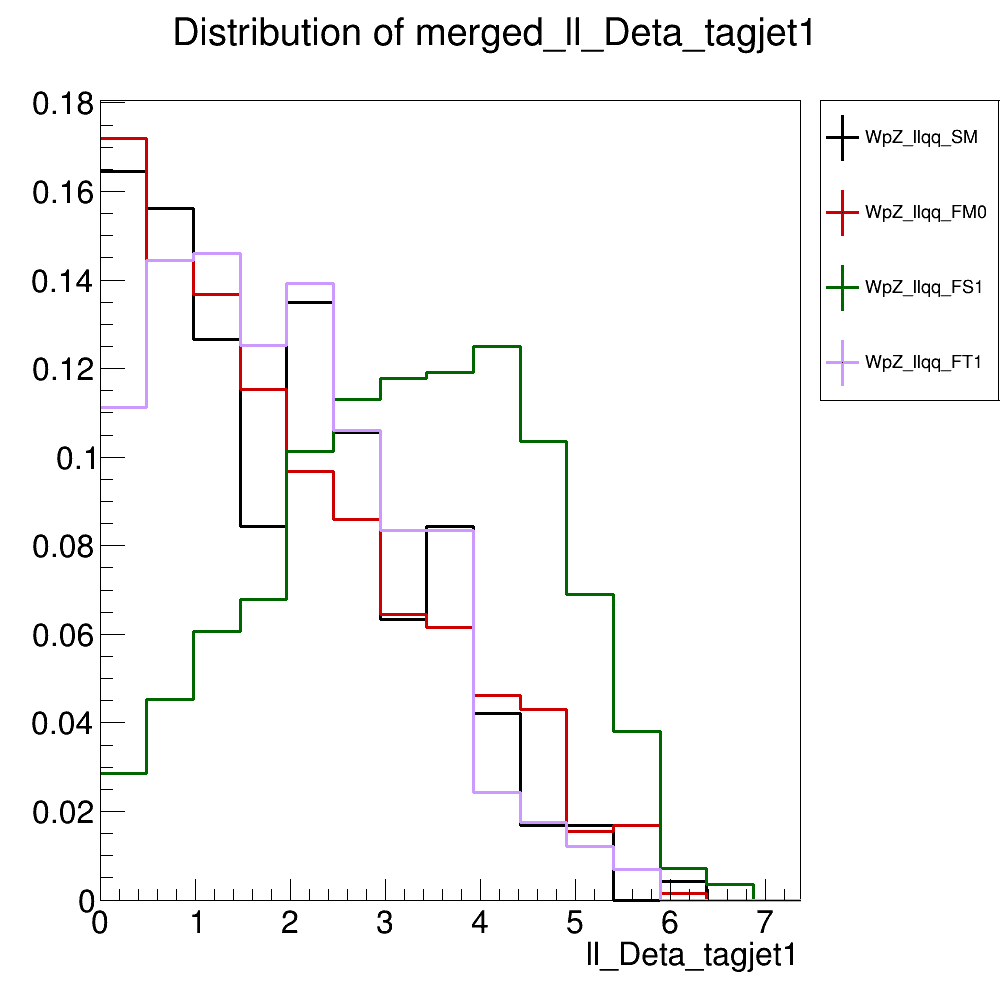 Distribution of merged_ll_Deta_tagjet1
0.18
0.16
0.14
0.12
0.1
0.08
0.06
0.04
0.02
0
0 1 2 3 4 5 6 7
ll_Deta_tagjet1
WpZ_llqq_SM
WpZ_llqq_FM0
WpZ_llqq_FS1
WpZ_llqq_FT1